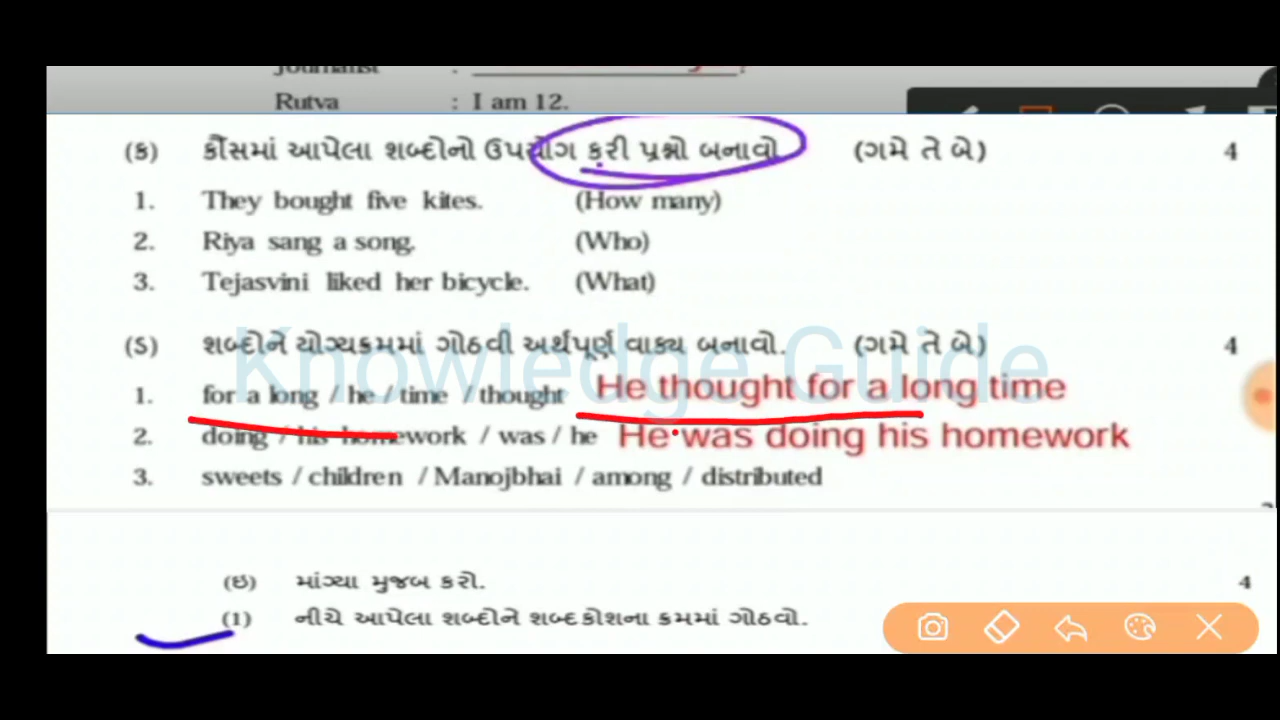 Journalist : ?
Rutva : I am 12.
(ક) કૌંસમાં આપેલા શબ્દોનો ઉપયોગ કરી પ્રશ્નો બનાવો (ગમે તે બે) 4
1. They bought five kites. (How many)
2. Riya sang a song. (Who)
3. Tejasvini liked her bicycle. (What)
Knowledge Guide
(ડ) શબ્દોને યોગ્યક્રમમાં ગોઠવી અર્થપૂર્ણ વાક્ય બનાવો. (ગમે તે બે) 4
1. for a long / he / time / thought He thought for a long time
2. doing / his homework / was / he He was doing his homework
3. sweets / children / Manojbhai / among / distributed
(ઇ) માંગ્યા મુજબ કરો. 4
(1) નીચે આપેલા શબ્દોને શબ્દકોશના ક્રમમાં ગોઠવો.